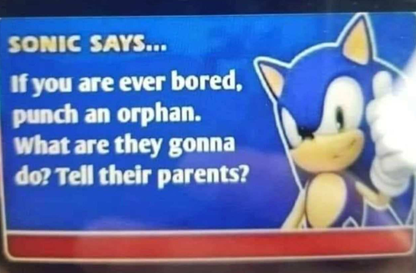 SONIC SAYS...
If you are ever bored,
punch an orphan.
What are they gonna
do? Tell their parents?